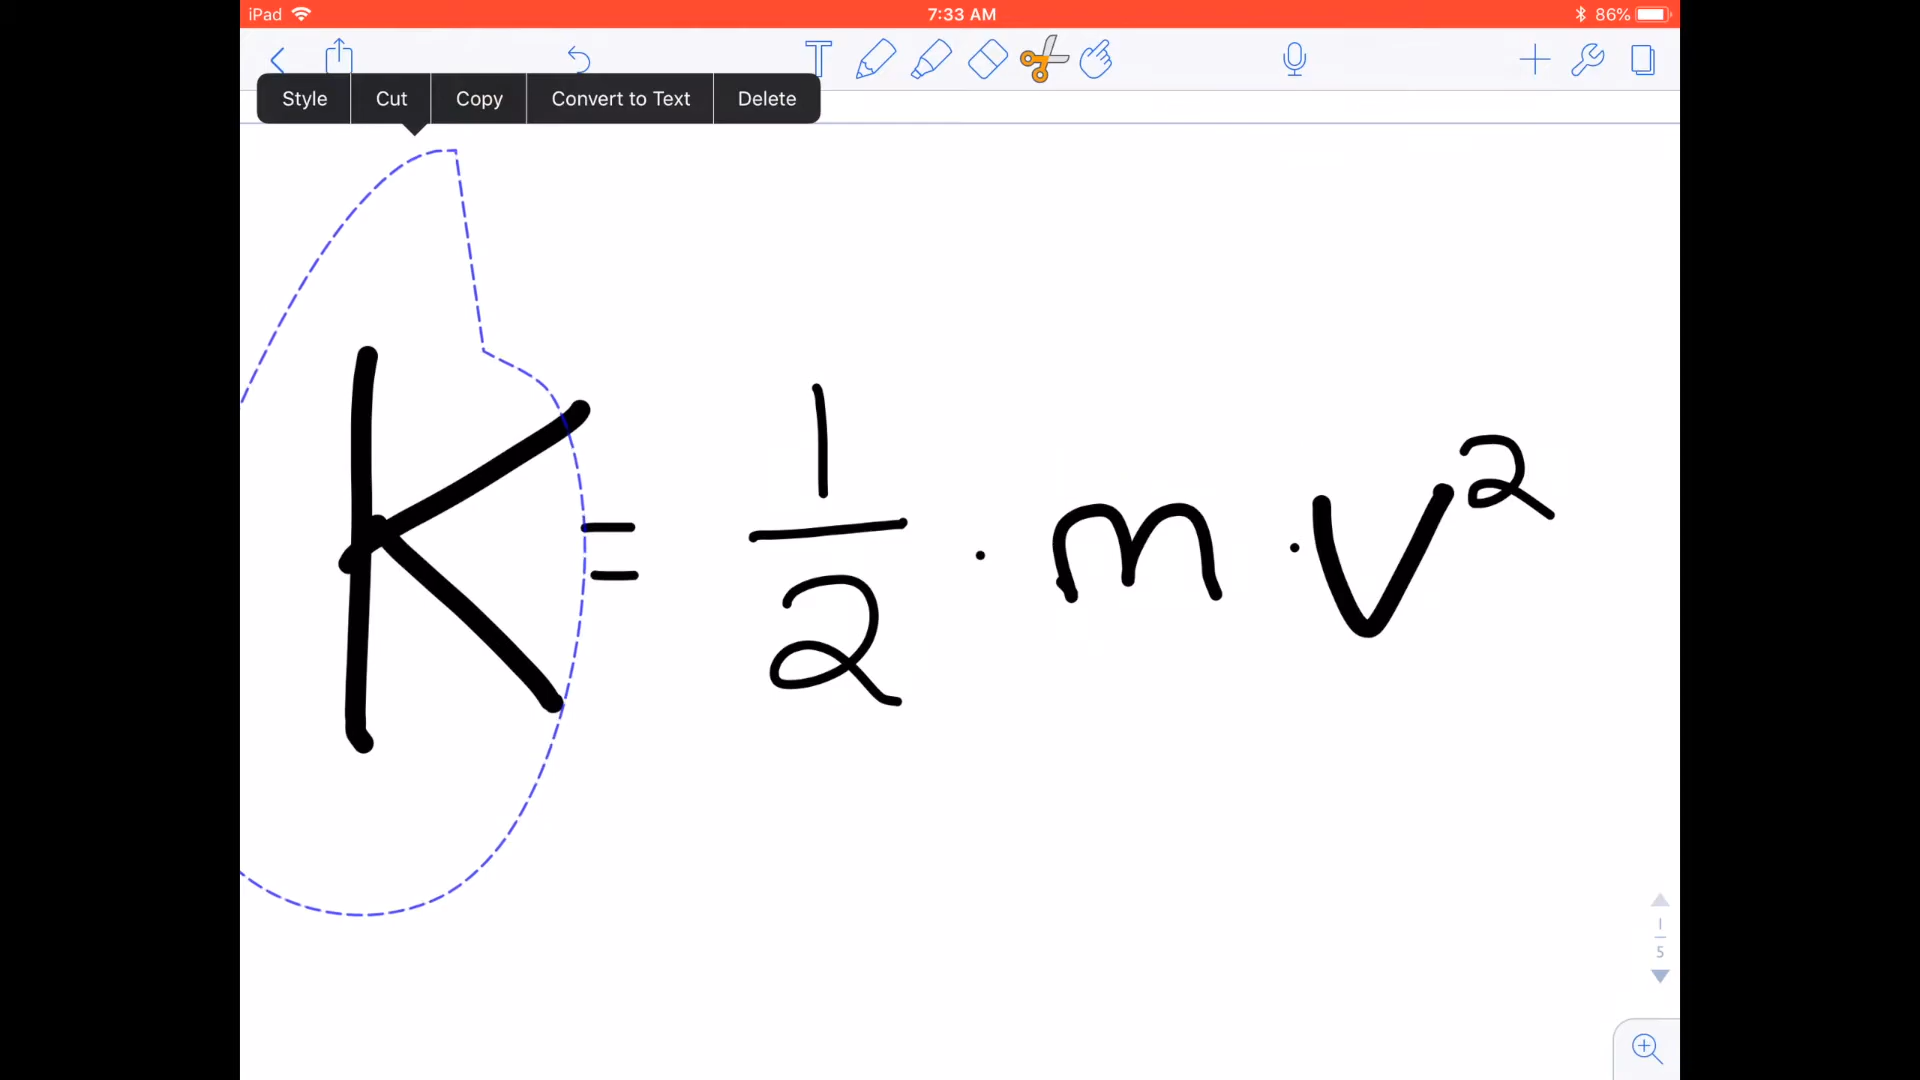 iPad 7:33 AM 86%
T
Style Cut Copy Convert to Text Delete
K = 1/2 · m · v²
1
5